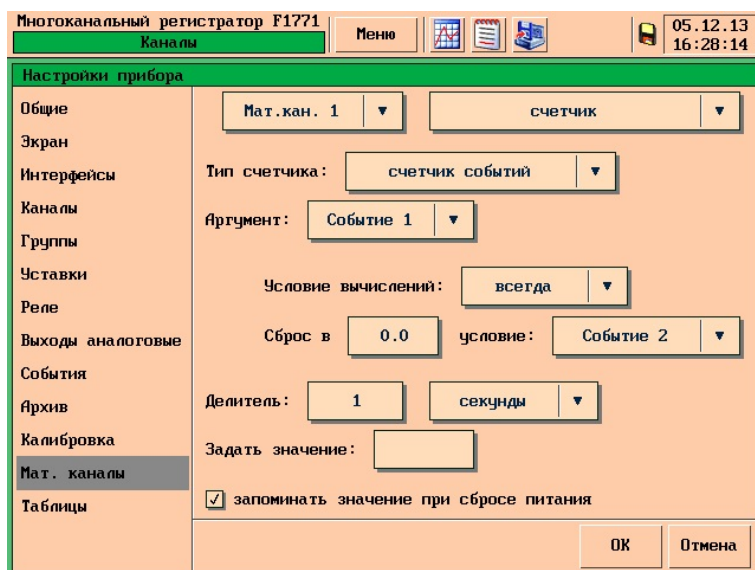 Многоканальный регистратор F1771
Каналы
Меню
05.12.13
16:28:14
Настройки прибора
Общие
Экран
Интерфейсы
Каналы
Группы
Уставки
Реле
Выходы аналоговые
События
Архив
Калибровка
Мат. каналы
Таблицы
Мат.кан. 1
счетчик
Тип счетчика: счетчик событий
Аргумент: Событие 1
Условие вычислений: всегда
Сброс в 0.0 условие: Событие 2
Делитель: 1 секунды
Задать значение:
запоминать значение при сбросе питания
ОК Отмена